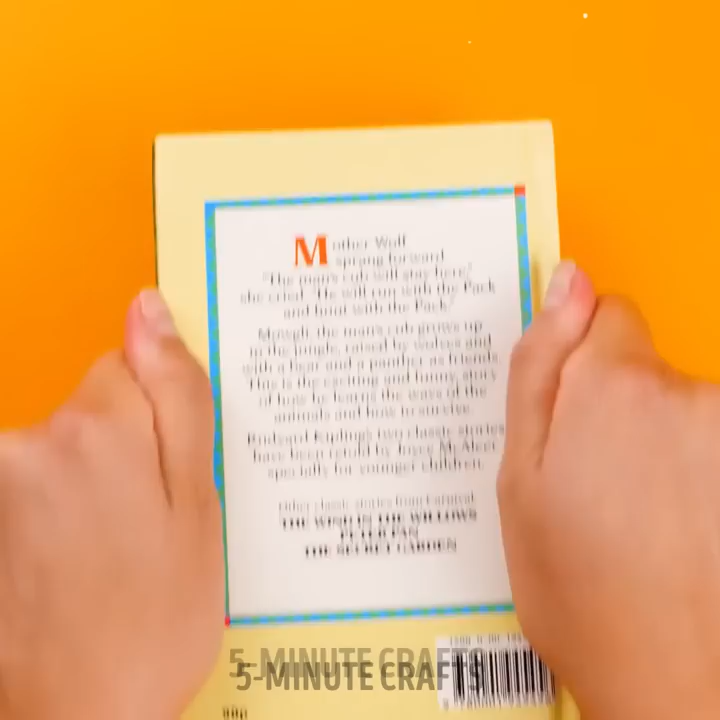 Mother Wolf
sprang forward.
"The man's cub will stay here,"
she cried. "He will run with the Pack
and hunt with the Pack."
Mowgli the man's cub grows up
in the jungle, raised by wolves and
with a bear and a panther as friends.
This is the exciting and funny story
of how he learns the ways of the
animals and how to survive.
Rudyard Kipling's two classic stories
have been retold by Joyce McAleer
specially for younger children.
Other classic stories from Carnival
THE WIND IN THE WILLOWS
PETER PAN
THE SECRET GARDEN
ISBN 0 00
5-MINUTE CRAFTS